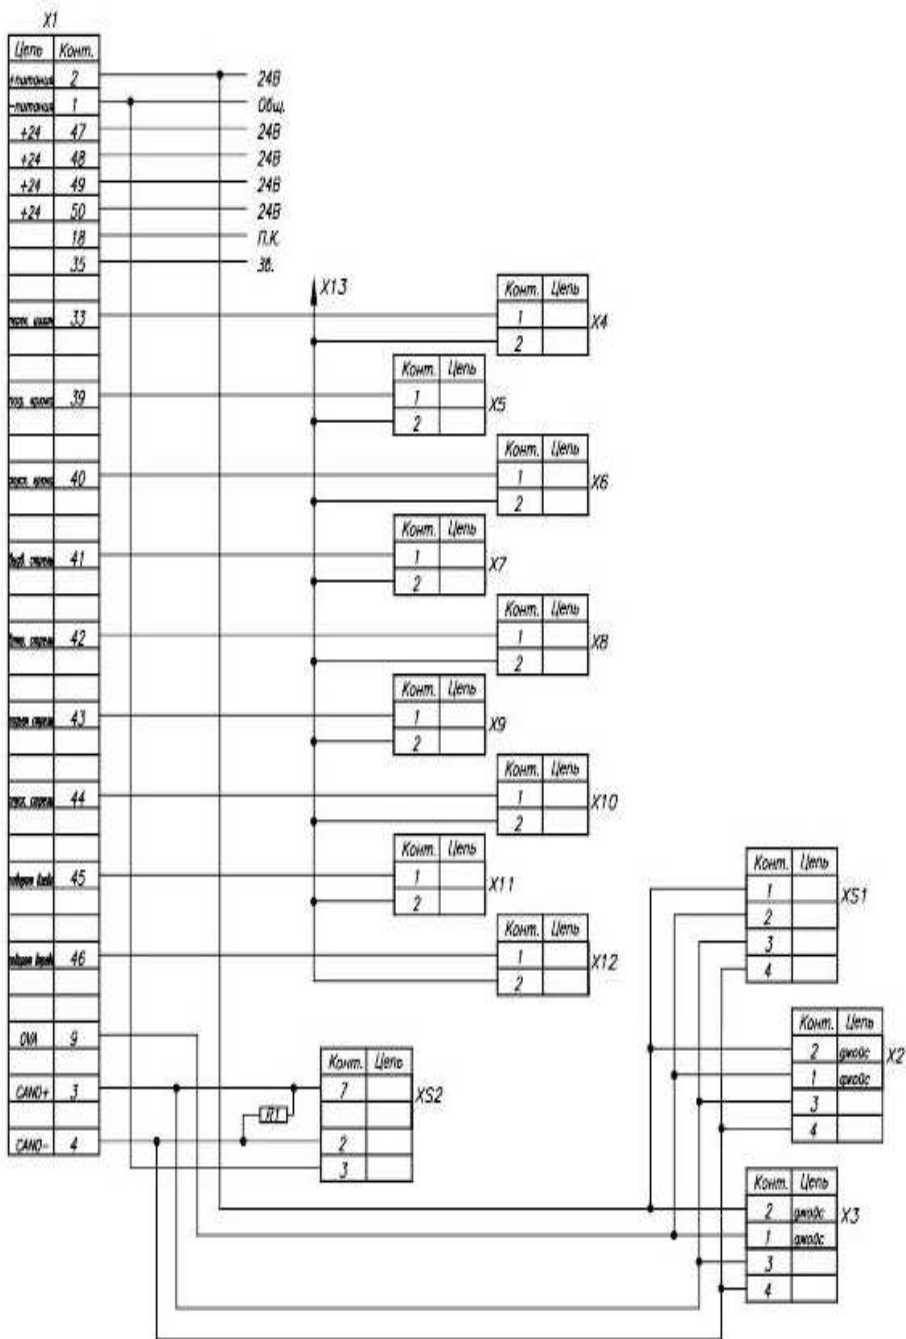 X1
Цепь Конт.
+питания 2 24В
-питания 1 Общ.
+24 47 24В
+24 48 24В
+24 49 24В
+24 50 24В
18 П.К.
35 Зв.
X13
Конт. Цепь
33 1 X4
2
Конт. Цепь
39 1 X5
2
Конт. Цепь
40 1 X6
2
Конт. Цепь
41 1 X7
2
Конт. Цепь
42 1 X8
2
Конт. Цепь
43 1 X9
2
Конт. Цепь
44 1 X10
2
Конт. Цепь
45 1 X11
2
Конт. Цепь
46 1 X12
2
Конт. Цепь
1 XS1
2
3
4
OVA 9
Конт. Цепь
2 джойс X2
1 джойс
3
4
Конт. Цепь
CAN0+ 3 7 XS2
R1
CAN0- 4 2
3
Конт. Цепь
2 джойс X3
1 джойс
3
4